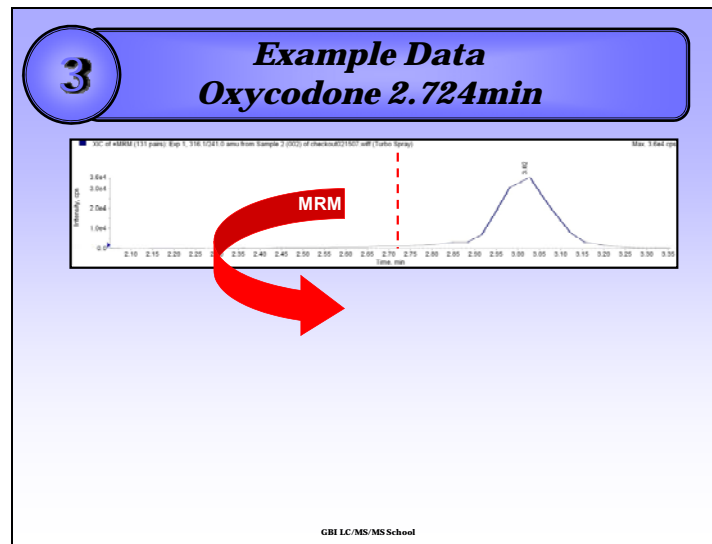 3
Example Data
Oxycodone 2.724min
XIC of +MRM (131 pairs): Exp 1, 316.1/241.0 amu from Sample 2 (002) of checkout021507.wiff (Turbo Spray)
Max. 3.6e4 cps.
3.02
Intensity, cps
3.6e4
3.0e4
2.0e4
1.0e4
0.0
MRM
2.10 2.15 2.20 2.25 2.35 2.40 2.45 2.50 2.55 2.60 2.65 2.70 2.75 2.80 2.85 2.90 2.95 3.00 3.05 3.10 3.15 3.20 3.25 3.30 3.35
Time, min
GBI LC/MS/MS School